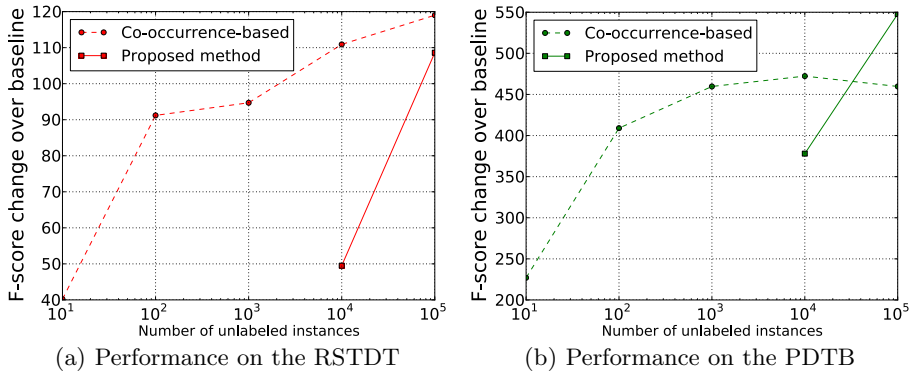 F-score change over baseline
120
110
100
90
80
70
60
50
40
Co-occurrence-based
Proposed method
10^1
10^2
10^3
10^4
10^5
Number of unlabeled instances
(a) Performance on the RSTDT
F-score change over baseline
550
500
450
400
350
300
250
200
Co-occurrence-based
Proposed method
10^1
10^2
10^3
10^4
10^5
Number of unlabeled instances
(b) Performance on the PDTB